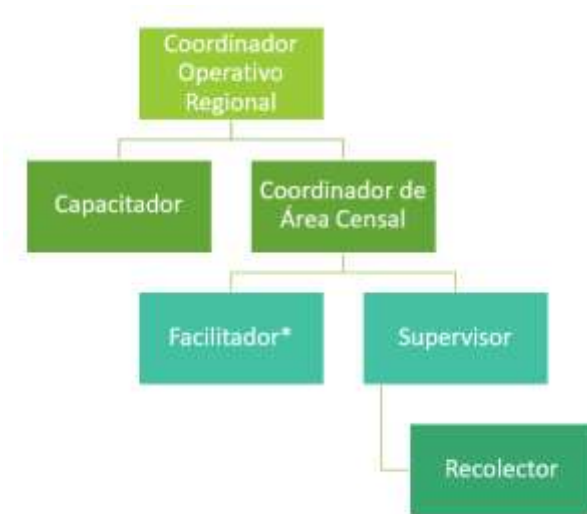 Coordinador
Operativo
Regional
Capacitador
Coordinador de
Área Censal
Facilitador*
Supervisor
Recolector